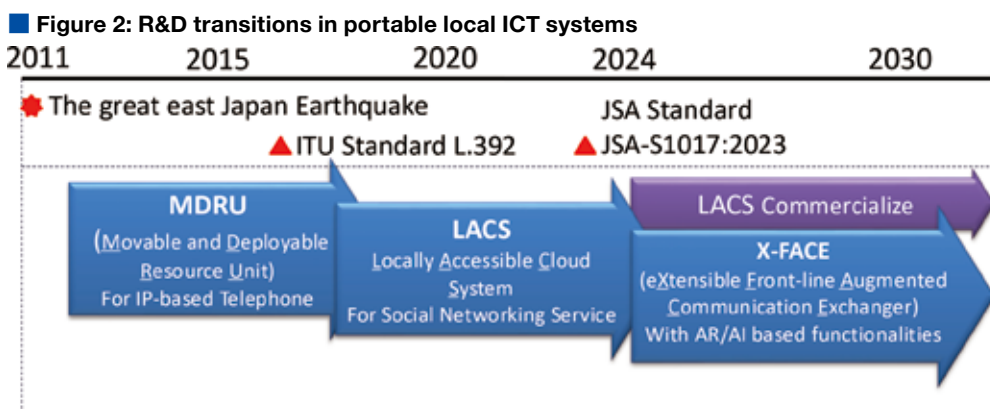 Figure 2: R&D transitions in portable local ICT systems
2011 2015 2020 2024 2030
The great east Japan Earthquake
JSA Standard
ITU Standard L.392
JSA-S1017:2023
MDRU
(Movable and Deployable
Resource Unit)
For IP-based Telephone
LACS
Locally Accessible Cloud
System
For Social Networking Service
LACS Commercialize
X-FACE
(eXtensible Front-line Augmented
Communication Exchanger)
With AR/AI based functionalities